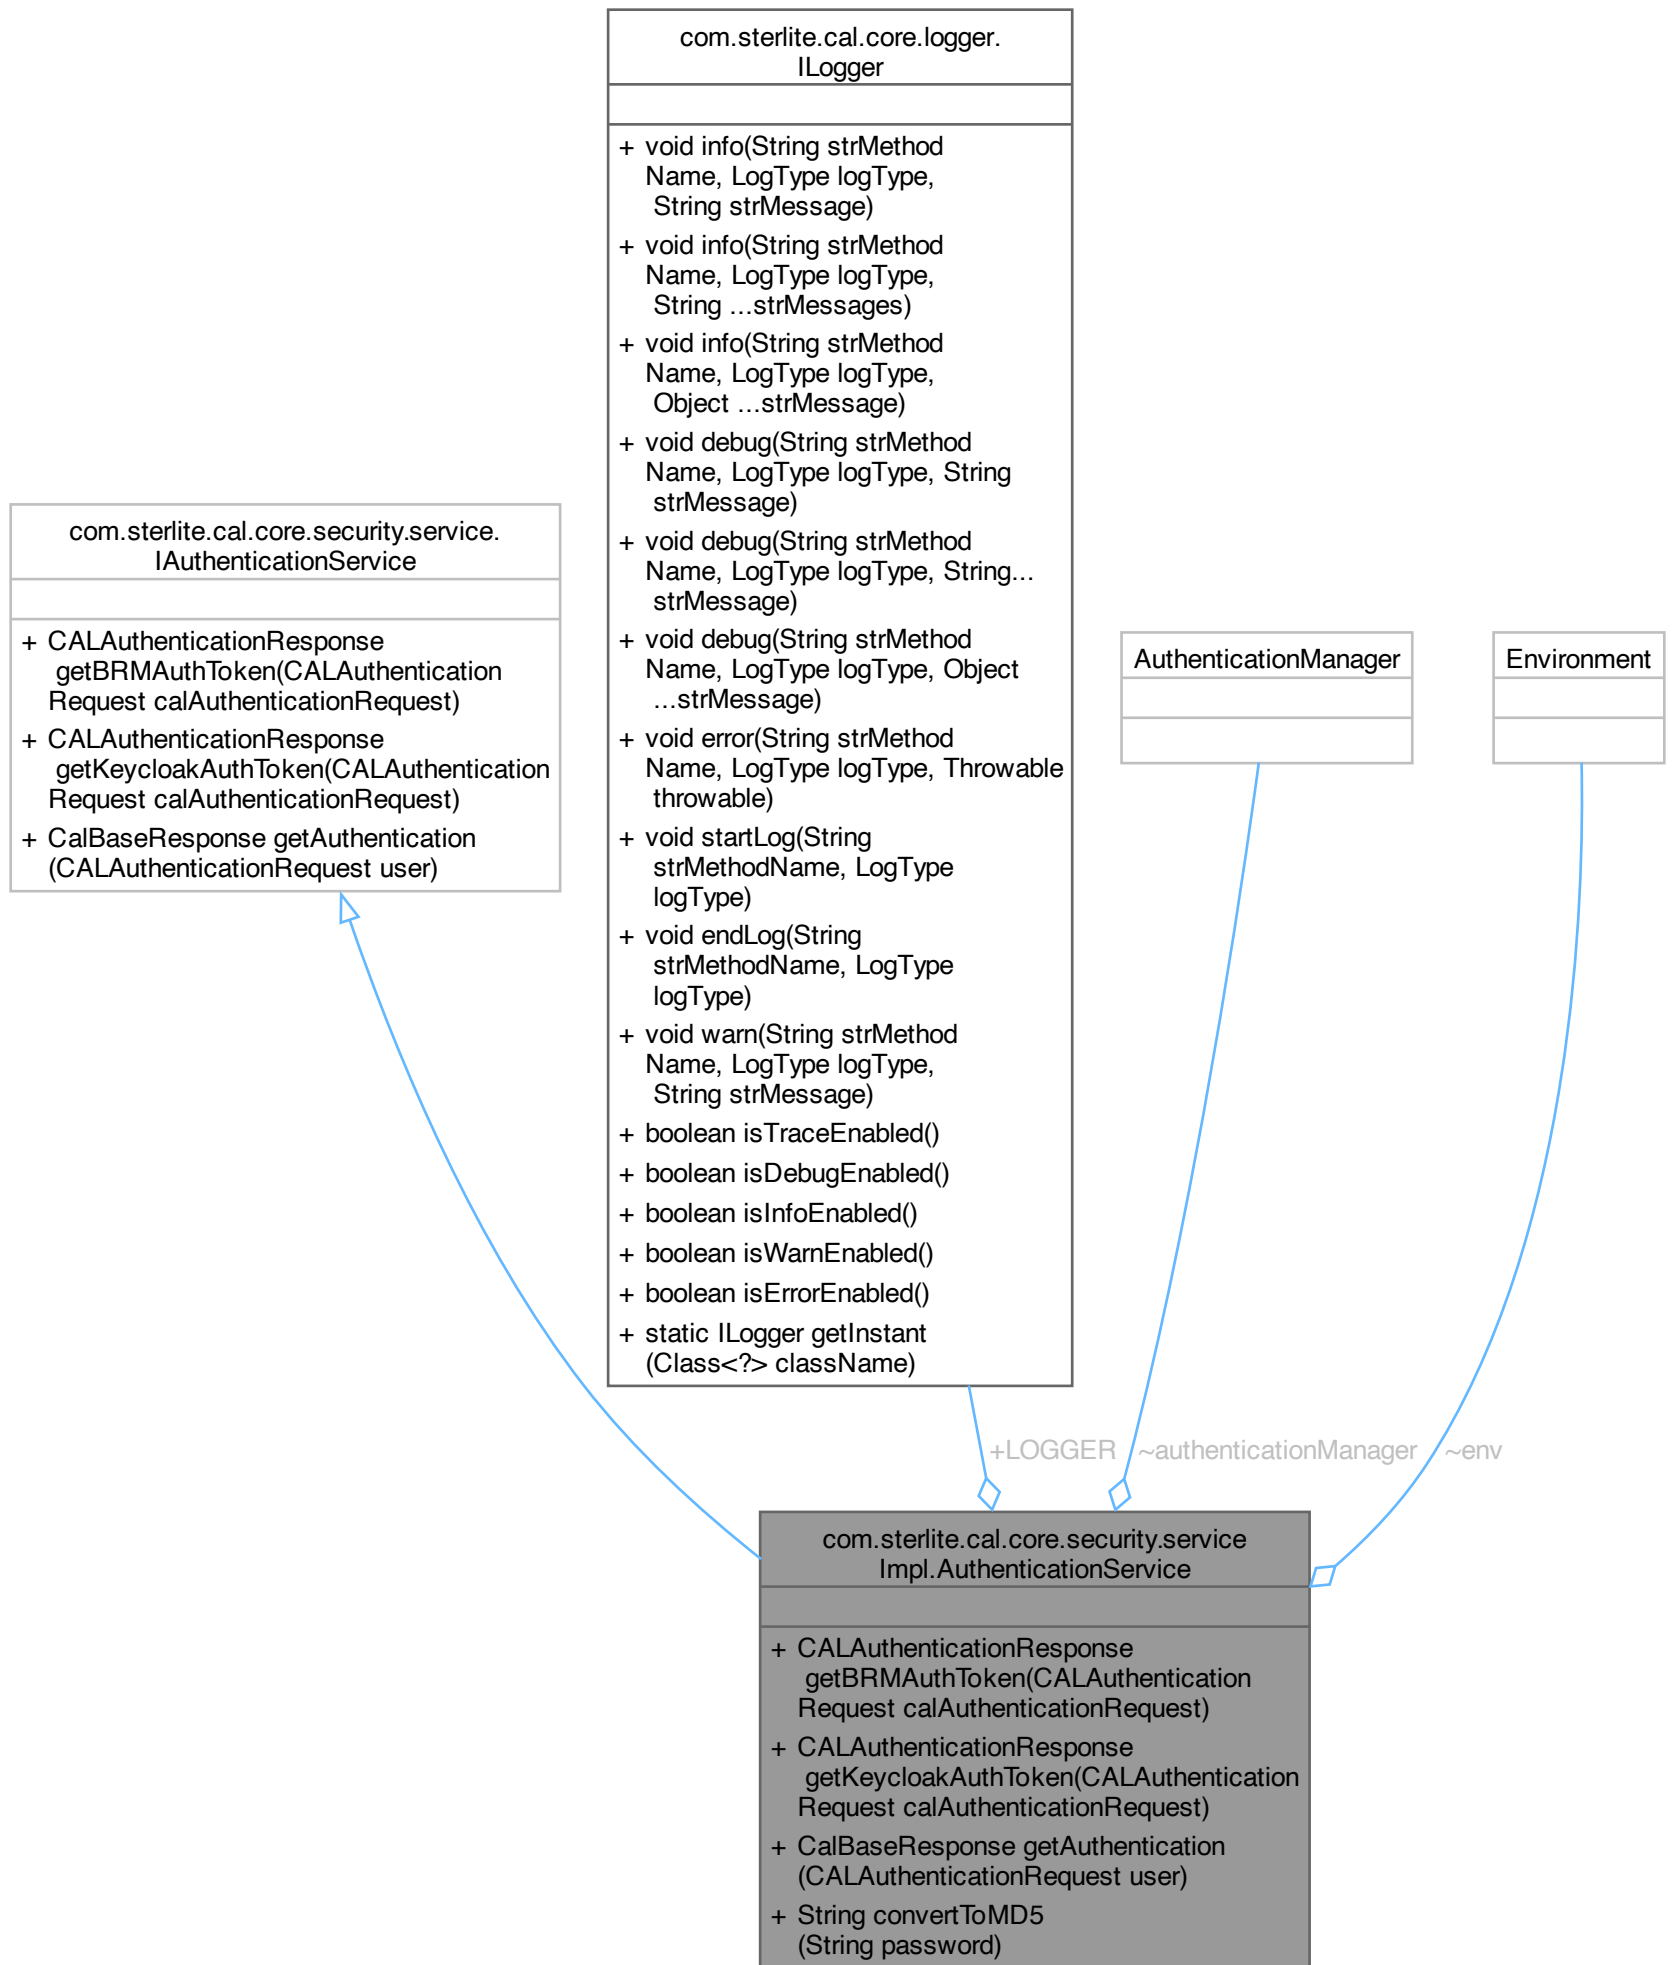 com.sterlite.cal.core.logger.
ILogger
+ void info(String strMethod
Name, LogType logType,
String strMessage)
+ void info(String strMethod
Name, LogType logType,
String ...strMessages)
+ void info(String strMethod
Name, LogType logType,
Object ...strMessage)
+ void debug(String strMethod
Name, LogType logType, String
strMessage)
+ void debug(String strMethod
Name, LogType logType, String...
strMessage)
+ void debug(String strMethod
Name, LogType logType, Object
...strMessage)
+ void error(String strMethod
Name, LogType logType, Throwable
throwable)
+ void startLog(String
strMethodName, LogType
logType)
+ void endLog(String
strMethodName, LogType
logType)
+ void warn(String strMethod
Name, LogType logType,
String strMessage)
+ boolean isTraceEnabled()
+ boolean isDebugEnabled()
+ boolean isInfoEnabled()
+ boolean isWarnEnabled()
+ boolean isErrorEnabled()
+ static ILogger getInstant
(Class<?> className)
com.sterlite.cal.core.security.service.
IAuthenticationService
+ CALAuthenticationResponse
getBRMAuthToken(CALAuthentication
Request calAuthenticationRequest)
+ CALAuthenticationResponse
getKeycloakAuthToken(CALAuthentication
Request calAuthenticationRequest)
+ CalBaseResponse getAuthentication
(CALAuthenticationRequest user)
AuthenticationManager
Environment
+LOGGER
~authenticationManager
~env
com.sterlite.cal.core.security.service
Impl.AuthenticationService
+ CALAuthenticationResponse
getBRMAuthToken(CALAuthentication
Request calAuthenticationRequest)
+ CALAuthenticationResponse
getKeycloakAuthToken(CALAuthentication
Request calAuthenticationRequest)
+ CalBaseResponse getAuthentication
(CALAuthenticationRequest user)
+ String convertToMD5
(String password)